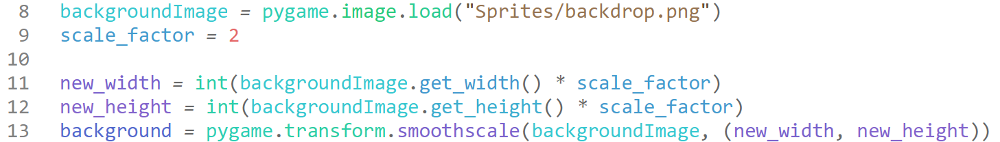 8 backgroundImage = pygame.image.load("Sprites/backdrop.png")
9 scale_factor = 2
10
11 new_width = int(backgroundImage.get_width() * scale_factor)
12 new_height = int(backgroundImage.get_height() * scale_factor)
13 background = pygame.transform.smoothscale(backgroundImage, (new_width, new_height))